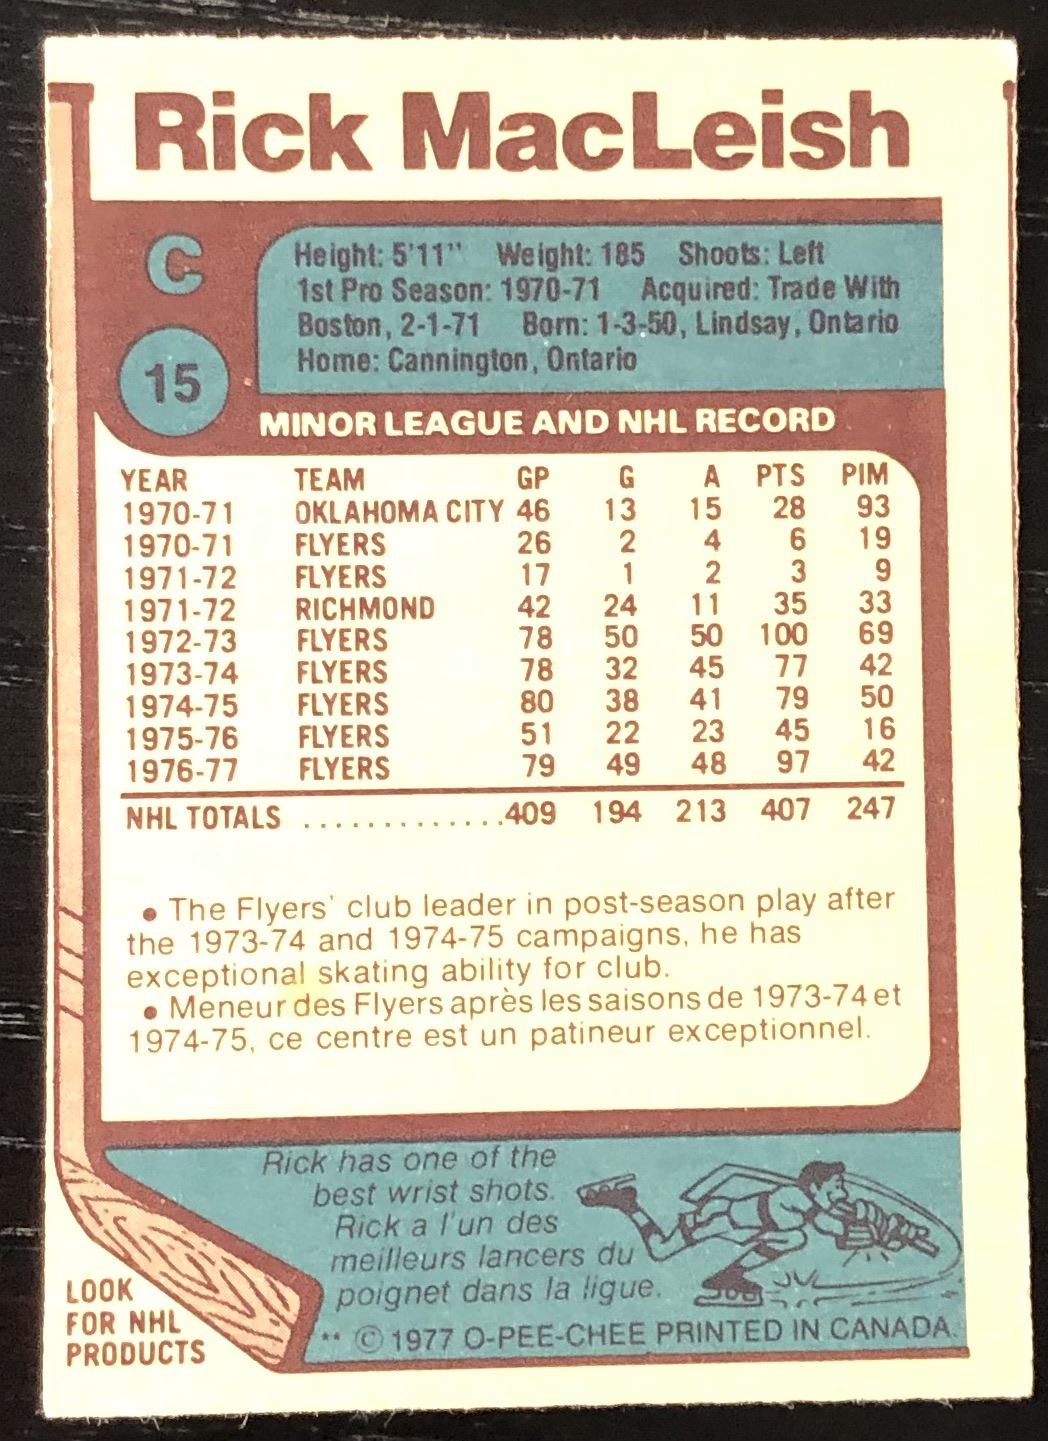 Rick MacLeish
C
Height: 5'11" Weight: 185 Shoots: Left
1st Pro Season: 1970-71 Acquired: Trade With
Boston, 2-1-71 Born: 1-3-50, Lindsay, Ontario
Home: Cannington, Ontario
15
MINOR LEAGUE AND NHL RECORD
YEAR TEAM GP G A PTS PIM
1970-71 OKLAHOMA CITY 46 13 15 28 93
1970-71 FLYERS 26 2 4 6 19
1971-72 FLYERS 17 1 2 3 9
1971-72 RICHMOND 42 24 11 35 33
1972-73 FLYERS 78 50 50 100 69
1973-74 FLYERS 78 32 45 77 42
1974-75 FLYERS 80 38 41 79 50
1975-76 FLYERS 51 22 23 45 16
1976-77 FLYERS 79 49 48 97 42
NHL TOTALS .............409 194 213 407 247
• The Flyers' club leader in post-season play after
the 1973-74 and 1974-75 campaigns, he has
exceptional skating ability for club.
• Meneur des Flyers après les saisons de 1973-74 et
1974-75, ce centre est un patineur exceptionnel.
Rick has one of the
best wrist shots.
Rick a l'un des
meilleurs lancers du
poignet dans la ligue.
** © 1977 O-PEE-CHEE PRINTED IN CANADA.
LOOK
FOR NHL
PRODUCTS